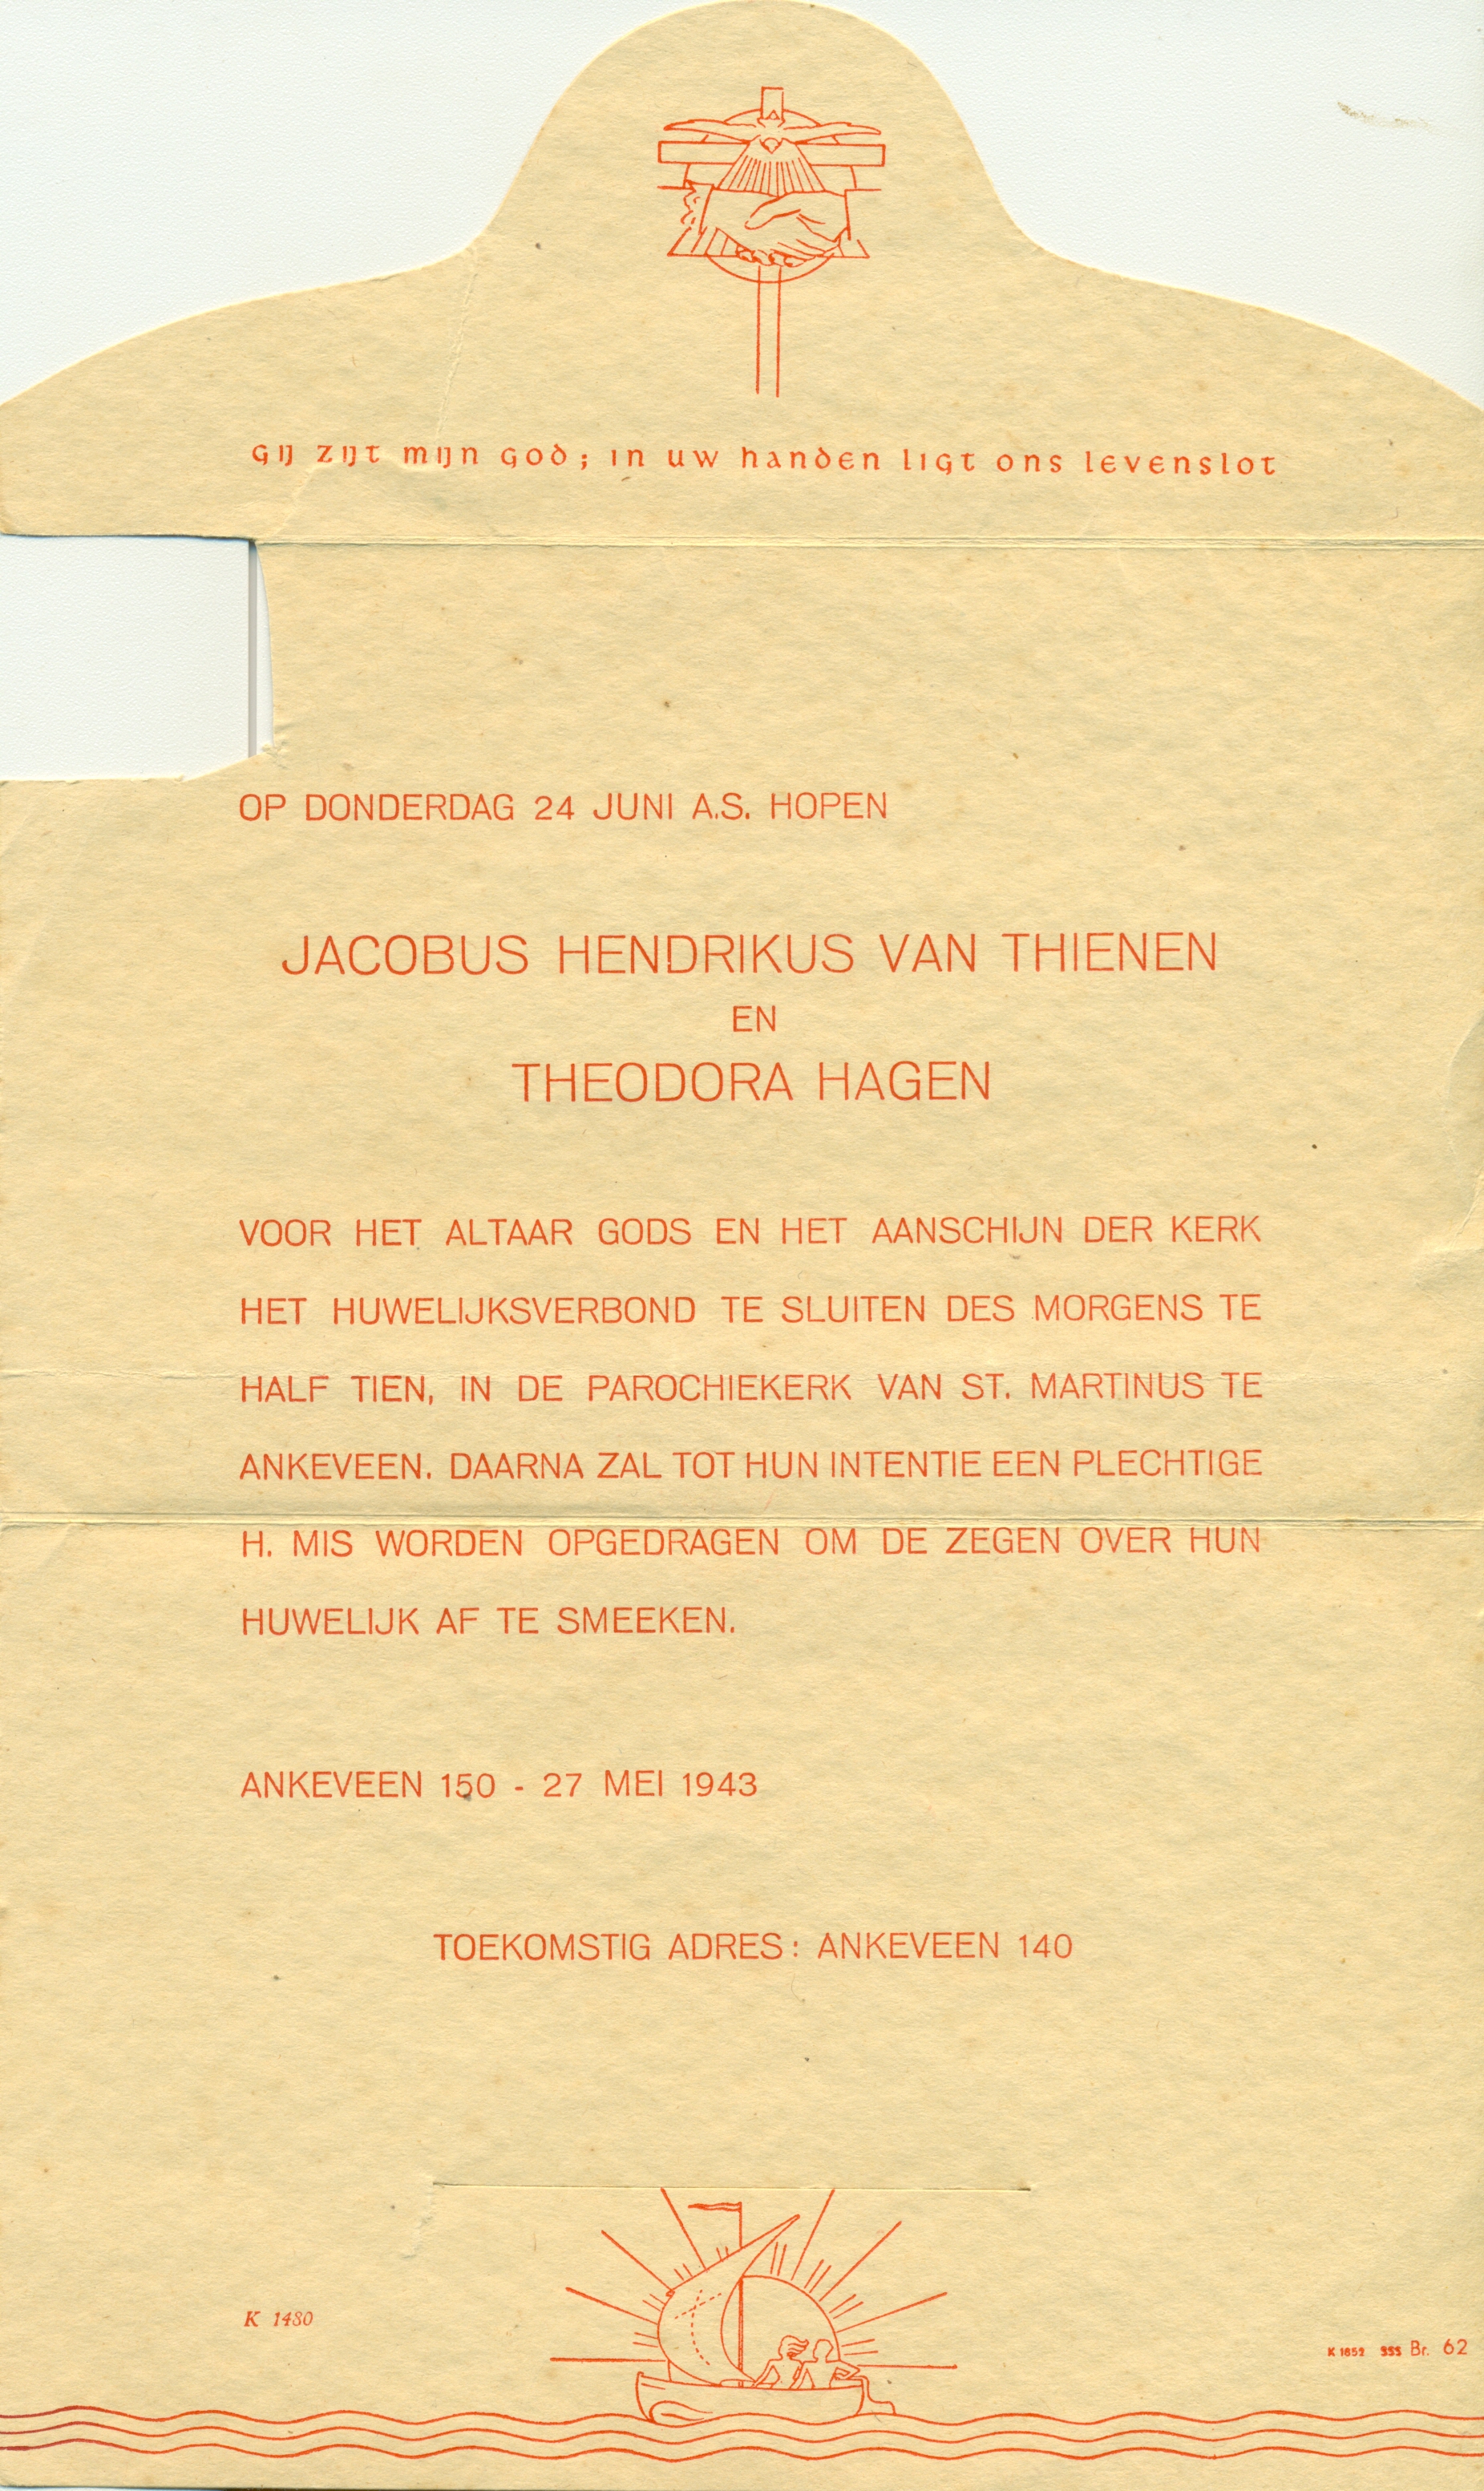 Gij zijt mijn God; in uw handen ligt ons levenslot
OP DONDERDAG 24 JUNI A.S. HOPEN
JACOBUS HENDRIKUS VAN THIENEN
EN
THEODORA HAGEN
VOOR HET ALTAAR GODS EN HET AANSCHIJN DER KERK
HET HUWELIJKSVERBOND TE SLUITEN DES MORGENS TE
HALF TIEN, IN DE PAROCHIEKERK VAN ST. MARTINUS TE
ANKEVEEN. DAARNA ZAL TOT HUN INTENTIE EEN PLECHTIGE
H. MIS WORDEN OPGEDRAGEN OM DE ZEGEN OVER HUN
HUWELIJK AF TE SMEEKEN.
ANKEVEEN 150 - 27 MEI 1943
TOEKOMSTIG ADRES: ANKEVEEN 140
K 1480
K 1652 SSS Br. 62